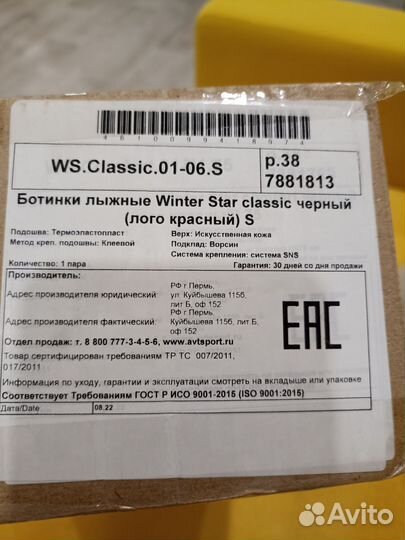 4610099418974
WS.Classic.01-06.S
р.38
7881813
Ботинки лыжные Winter Star classic черный
(лого красный) S
Подошва: Термоэластопласт
Верх: Искусственная кожа
Метод креп. подошвы: Клеевой
Подклад: Ворсин
Система крепления: система SNS
Количество: 1 пара
Гарантия: 30 дней со дня продажи
Производитель:
РФ г Пермь,
Адрес производителя юридический:
ул Куйбышева 115б,
лит Б, оф 152
РФ г Пермь,
Адрес производителя фактический:
Куйбышева 115б, лит Б,
оф 152
EAC
Отдел продаж: т. 8 800 777-3-4-5-6, www.avtsport.ru
Товар сертифицирован требованиям ТР ТС 007/2011,
017/2011
Информация по уходу, гарантии и эксплуатации смотреть на вкладыше или упаковке
Соответствует Требованиям ГОСТ Р ИСО 9001-2015 (ISO 9001:2015)
Дата/Date
08.22
Avito